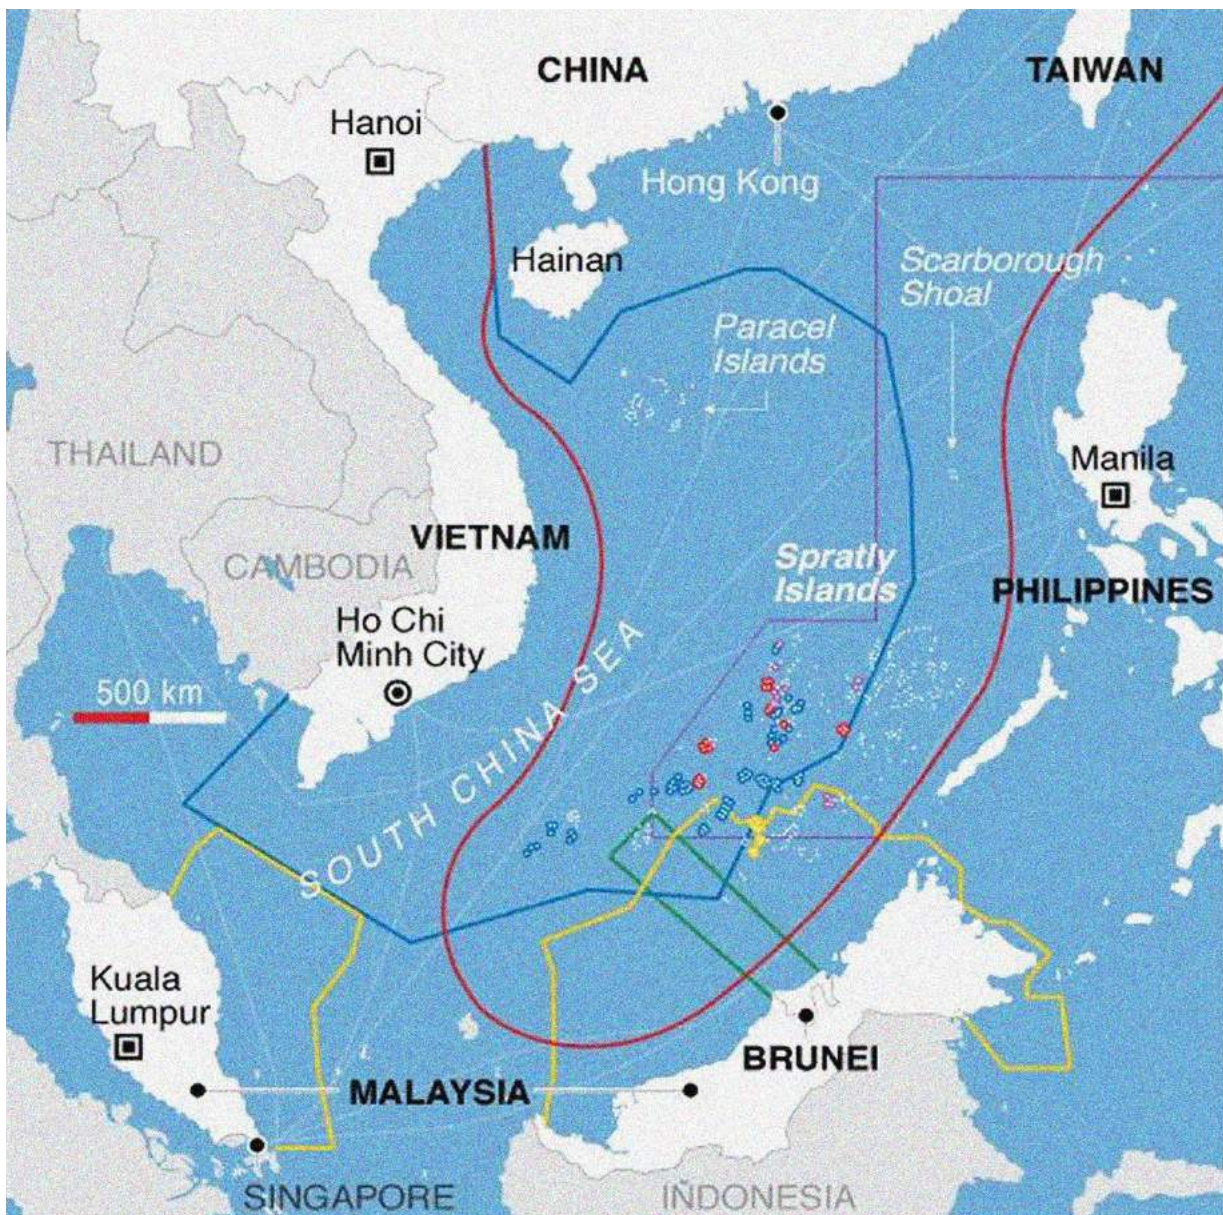 CHINA
TAIWAN
Hanoi
Hong Kong
Hainan
Scarborough
Shoal
Paracel
Islands
THAILAND
Manila
VIETNAM
CAMBODIA
Spratly
Islands
PHILIPPINES
Ho Chi
Minh City
500 km
SOUTH CHINA SEA
Kuala
Lumpur
BRUNEI
MALAYSIA
SINGAPORE
INDONESIA